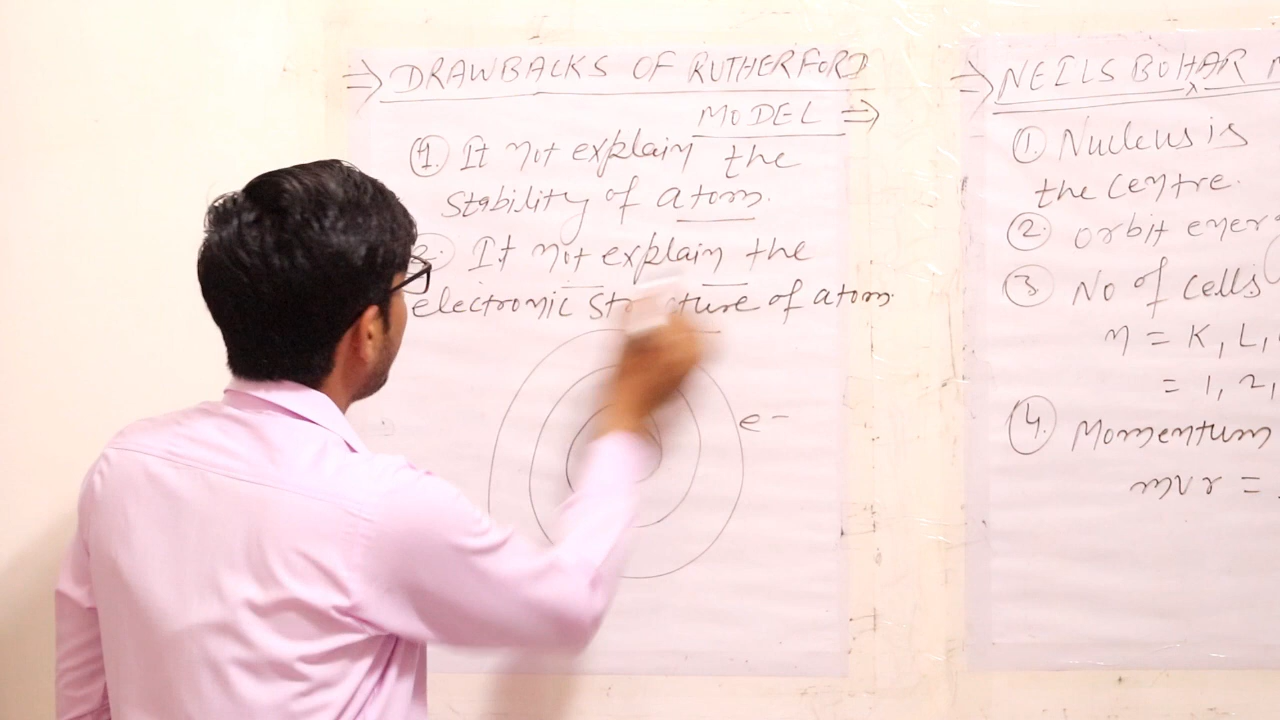 ⇒ DRAWBACKS OF RUTHERFORD
MODEL ⇒
1. It not explain the
stability of atom.
2. It not explain the
electronic structure of atom.
e-
⇒ NEILS BOHAR
1. Nucleus is
the centre.
2. orbit ener
3 No of cells
n = K, L,
= 1, 2,
4. Momentum
mvr =